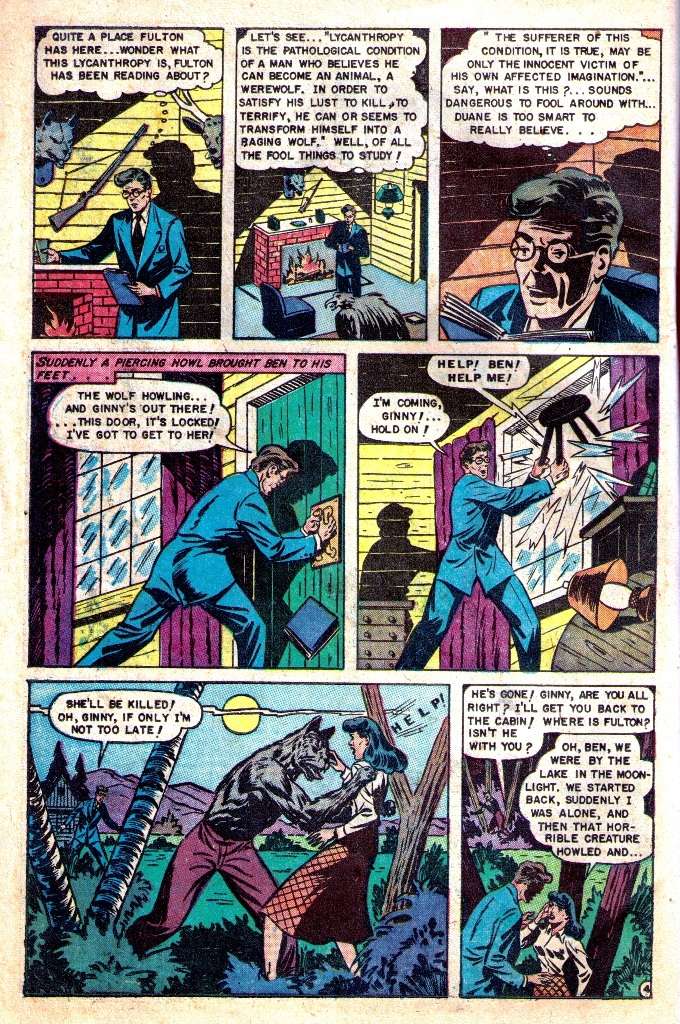 QUITE A PLACE FULTON
HAS HERE...WONDER WHAT
THIS LYCANTHROPY IS, FULTON
HAS BEEN READING ABOUT?
LET'S SEE... "LYCANTHROPY
IS THE PATHOLOGICAL CONDITION
OF A MAN WHO BELIEVES HE
CAN BECOME AN ANIMAL, A
WEREWOLF. IN ORDER TO
SATISFY HIS LUST TO KILL, TO
TERRIFY, HE CAN OR SEEMS TO
TRANSFORM HIMSELF INTO A
RAGING WOLF." WELL, OF ALL
THE FOOL THINGS TO STUDY!
"THE SUFFERER OF THIS
CONDITION, IT IS TRUE, MAY BE
ONLY THE INNOCENT VICTIM OF
HIS OWN AFFECTED IMAGINATION."...
SAY, WHAT IS THIS?...SOUNDS
DANGEROUS TO FOOL AROUND WITH...
DUANE IS TOO SMART TO
REALLY BELIEVE. . .
SUDDENLY A PIERCING HOWL BROUGHT BEN TO HIS
FEET. . . .
THE WOLF HOWLING...
AND GINNY'S OUT THERE!
...THIS DOOR, IT'S LOCKED!
I'VE GOT TO GET TO HER!
HELP! BEN!
HELP ME!
I'M COMING,
GINNY!...
HOLD ON!
SHE'LL BE KILLED!
OH, GINNY, IF ONLY I'M
NOT TOO LATE!
HELP!
HE'S GONE! GINNY, ARE YOU ALL
RIGHT? I'LL GET YOU BACK TO
THE CABIN! WHERE IS FULTON?
ISN'T HE
WITH YOU?
OH, BEN, WE
WERE BY THE
LAKE IN THE MOON-
LIGHT. WE STARTED
BACK, SUDDENLY I
WAS ALONE, AND
THEN THAT HOR-
RIBLE CREATURE
HOWLED AND...
4